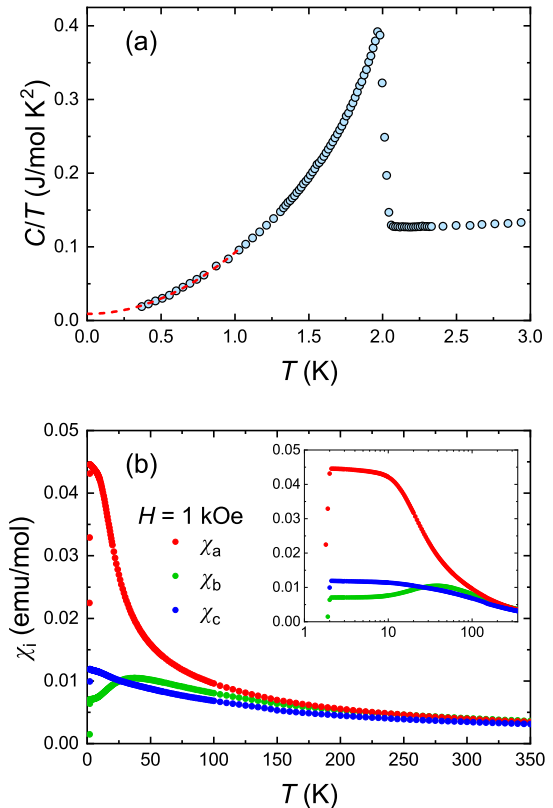 (a)
C/T (J/mol K²)
0.4
0.3
0.2
0.1
0.0
0.0 0.5 1.0 1.5 2.0 2.5 3.0
T (K)
(b)
χi (emu/mol)
0.05
0.04
0.03
0.02
0.01
0.00
0 50 100 150 200 250 300 350
T (K)
H = 1 kOe
χa
χb
χc
0.05
0.04
0.03
0.02
0.01
0.00
1 10 100